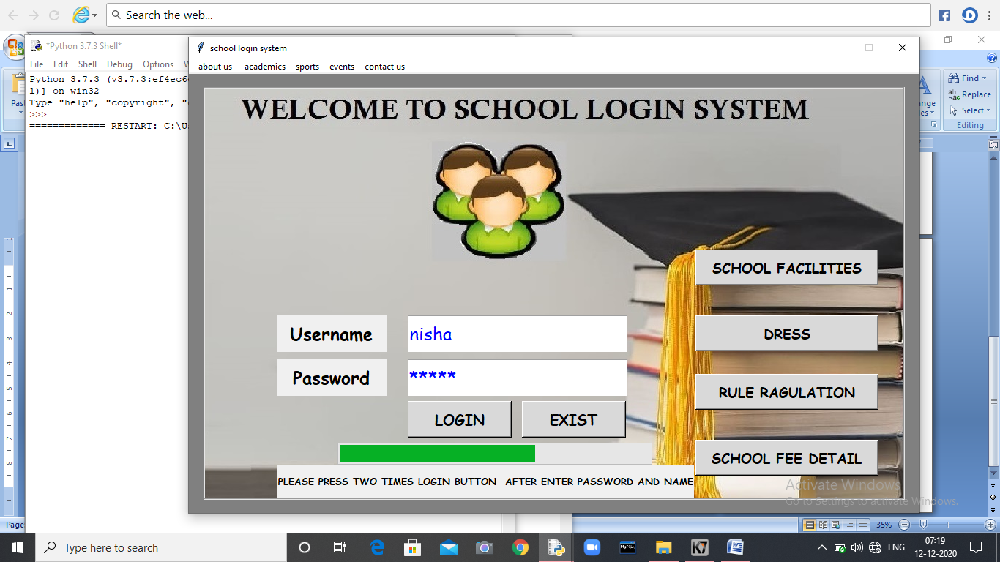 Search the web...
*Python 3.7.3 Shell*
File Edit Shell Debug Options
Python 3.7.3 (v3.7.3:ef4ec6
l)] on win32
Type "help", "copyright", "
>>>
============= RESTART: C:\U
school login system
about us academics sports events contact us
WELCOME TO SCHOOL LOGIN SYSTEM
SCHOOL FACILITIES
Username nisha
DRESS
Password *****
RULE RAGULATION
LOGIN EXIST
SCHOOL FEE DETAIL
PLEASE PRESS TWO TIMES LOGIN BUTTON AFTER ENTER PASSWORD AND NAME
Activate Windows
Go to Settings to activate Windows.
Find
Replace
Select
Editing
Page
35%
Type here to search
ENG
07:19
12-12-2020